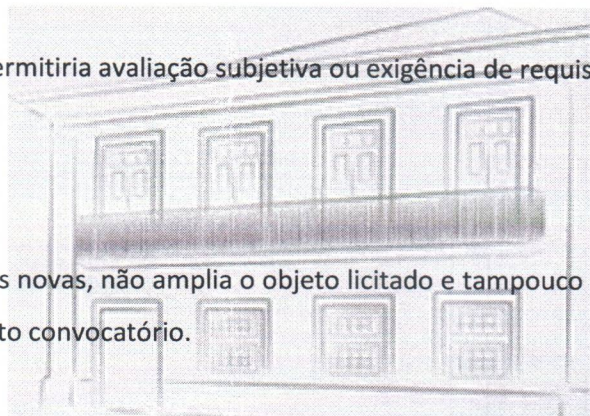 ermitiria avaliação subjetiva ou exigência de requis
s novas, não amplia o objeto licitado e tampouco
to convocatório.